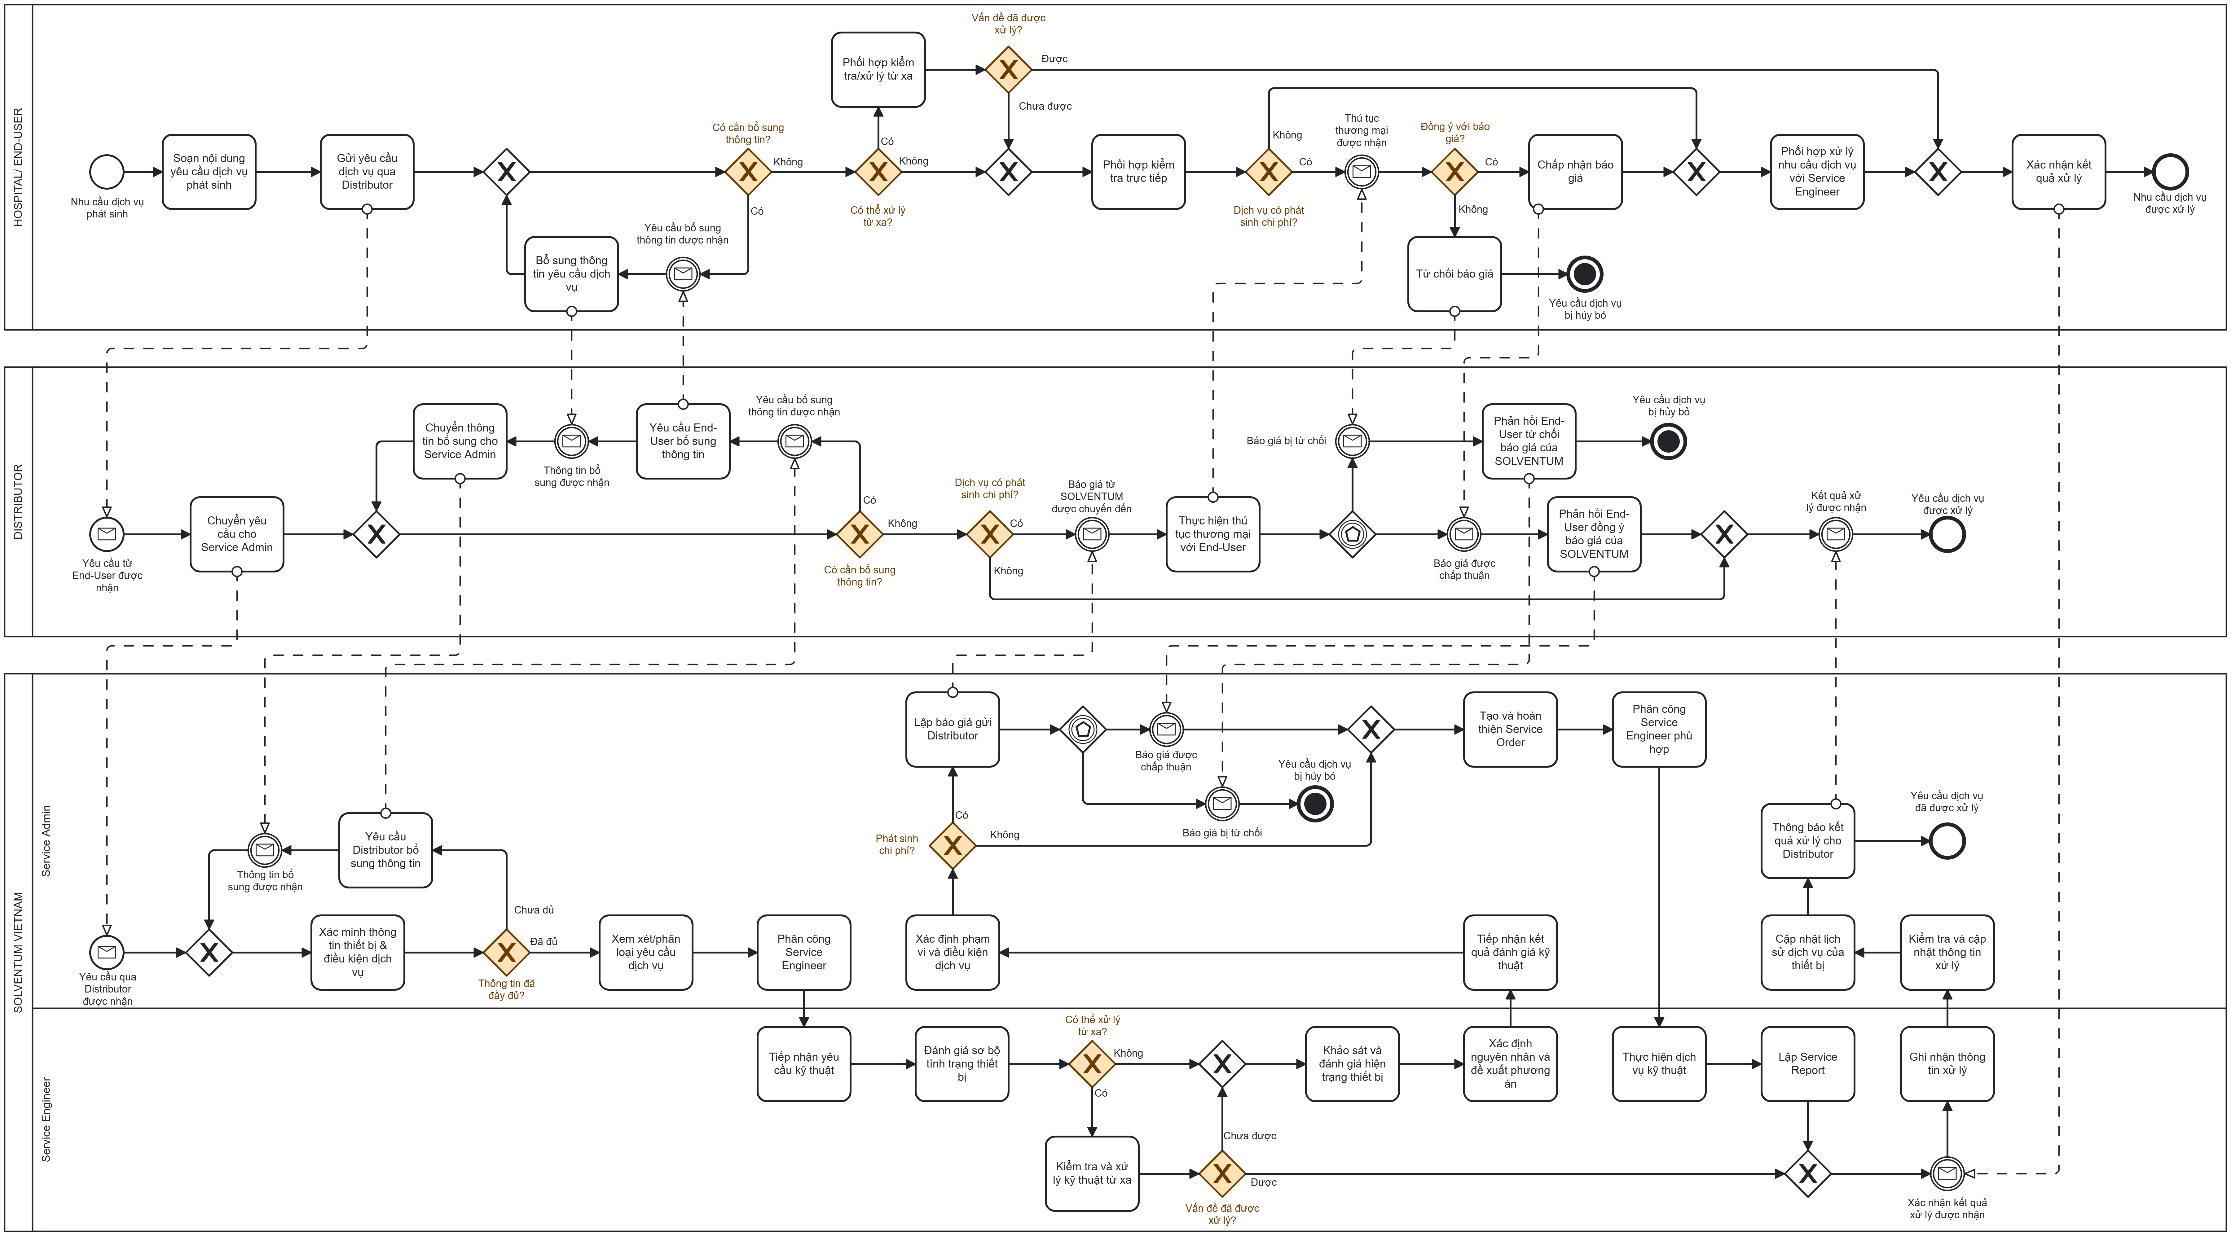 HOSPITAL/ END-USER
Nhu cầu dịch vụ
phát sinh
Soạn nội dung
yêu cầu dịch vụ
phát sinh
Gửi yêu cầu
dịch vụ qua
Distributor
Bổ sung thông
tin yêu cầu dịch
vụ
Yêu cầu bổ sung
thông tin được nhận
Có cần bổ sung
thông tin?
Không
Có
Phối hợp kiểm
tra/xử lý từ xa
Có
Không
Có thể xử lý
từ xa?
Vấn đề đã được
xử lý?
Được
Chưa được
Phối hợp kiểm
tra trực tiếp
Không
Có
Dịch vụ có phát
sinh chi phí?
Thủ tục
thương mại
được nhận
Đồng ý với báo
giá?
Có
Không
Từ chối báo giá
Chấp nhận báo
giá
Yêu cầu dịch vụ
bị hủy bỏ
Phối hợp xử lý
nhu cầu dịch vụ
với Service
Engineer
Xác nhận kết
quả xử lý
Nhu cầu dịch vụ
được xử lý
DISTRIBUTOR
Yêu cầu từ
End-User được
nhận
Chuyển yêu
cầu cho
Service Admin
Chuyển thông
tin bổ sung cho
Service Admin
Thông tin bổ
sung được nhận
Yêu cầu End-
User bổ sung
thông tin
Yêu cầu bổ sung
thông tin được nhận
Có
Không
Có cần bổ sung
thông tin?
Dịch vụ có phát
sinh chi phí?
Có
Không
Báo giá từ
SOLVENTUM
được chuyển đến
Thực hiện thủ
tục thương mại
với End-User
Báo giá bị từ chối
Báo giá được
chấp thuận
Phản hồi End-
User từ chối
báo giá của
SOLVENTUM
Yêu cầu dịch vụ
bị hủy bỏ
Phản hồi End-
User đồng ý
báo giá của
SOLVENTUM
Kết quả xử
lý được nhận
Yêu cầu dịch vụ
được xử lý
SOLVENTUM VIETNAM
Service Admin
Yêu cầu qua
Distributor
được nhận
Thông tin bổ
sung được nhận
Yêu cầu
Distributor bổ
sung thông tin
Xác minh thông
tin thiết bị &
điều kiện dịch
vụ
Chưa đủ
Đã đủ
Thông tin đã
đầy đủ?
Xem xét/phân
loại yêu cầu
dịch vụ
Phân công
Service
Engineer
Xác định phạm
vi và điều kiện
dịch vụ
Phát sinh
chi phí?
Có
Không
Lập báo giá gửi
Distributor
Báo giá được
chấp thuận
Báo giá bị từ chối
Yêu cầu dịch vụ
bị hủy bỏ
Tạo và hoàn
thiện Service
Order
Phân công
Service
Engineer phù
hợp
Tiếp nhận kết
quả đánh giá kỹ
thuật
Thông báo kết
quả xử lý cho
Distributor
Yêu cầu dịch vụ
đã được xử lý
Cập nhật lịch
sử dịch vụ của
thiết bị
Kiểm tra và cập
nhật thông tin
xử lý
Service Engineer
Tiếp nhận yêu
cầu kỹ thuật
Đánh giá sơ bộ
tình trạng thiết
bị
Có thể xử lý
từ xa?
Không
Có
Kiểm tra và xử
lý kỹ thuật từ xa
Chưa được
Được
Vấn đề đã được
xử lý?
Khảo sát và
đánh giá hiện
trạng thiết bị
Xác định
nguyên nhân và
đề xuất phương
án
Thực hiện dịch
vụ kỹ thuật
Lập Service
Report
Ghi nhận thông
tin xử lý
Xác nhận kết quả
xử lý được nhận